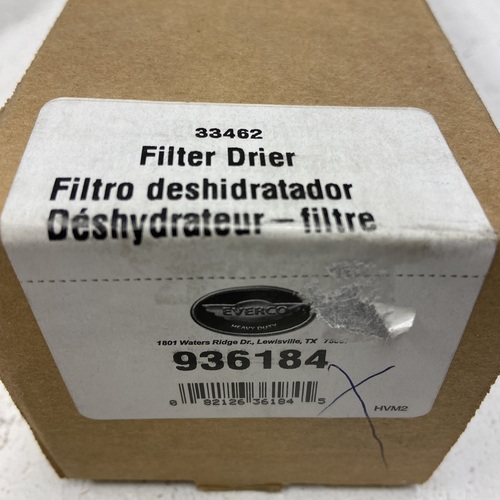 33462
Filter Drier
Filtro deshidratador
Déshydrateur-filtre
EVERCO
HEAVY DUTY
1801 Waters Ridge Dr., Lewisville, TX
936184
0 82126 36184 5
HVM2